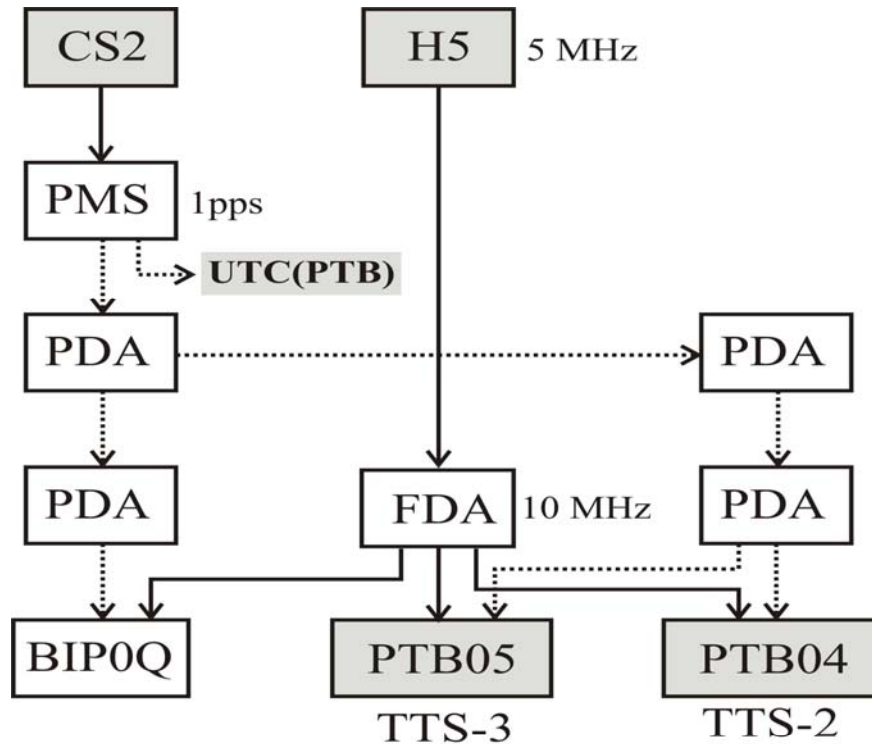 CS2
H5
5 MHz
PMS
1pps
UTC(PTB)
PDA
PDA
PDA
FDA
10 MHz
PDA
BIP0Q
PTB05
PTB04
TTS-3
TTS-2